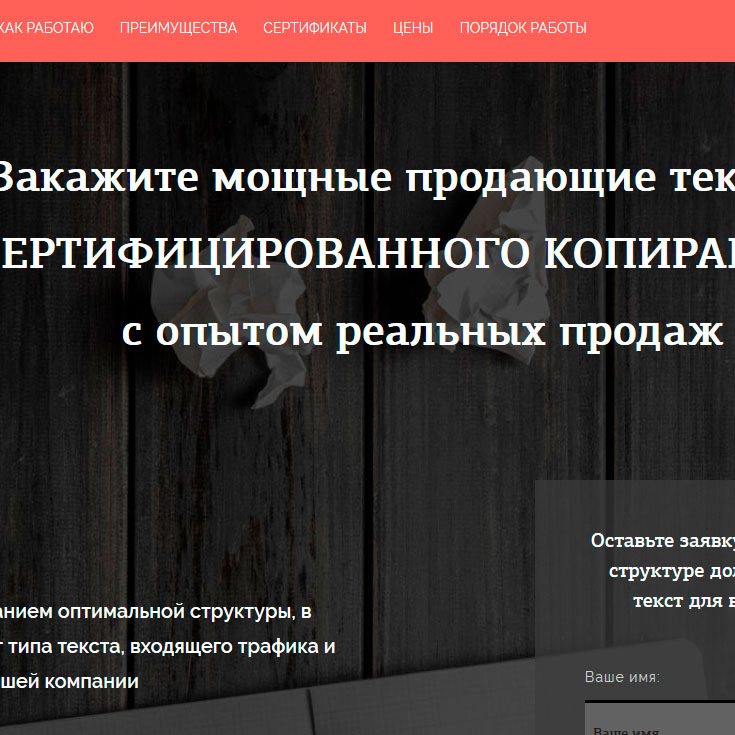 КАК РАБОТАЮ ПРЕИМУЩЕСТВА СЕРТИФИКАТЫ ЦЕНЫ ПОРЯДОК РАБОТЫ
Закажите мощные продающие тек
ЕРТИФИЦИРОВАННОГО КОПИРА
с опытом реальных продаж
Оставьте заявку
структуре дол
текст для в
анием оптимальной структуры, в
т типа текста, входящего трафика и
шей компании
Ваше имя:
Ваше имя